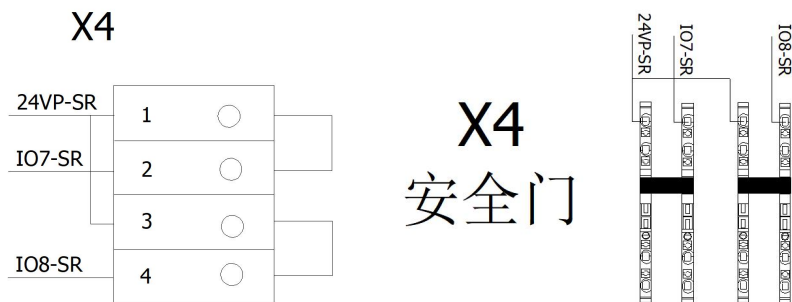 X4
24VP-SR
1
IO7-SR
2
3
IO8-SR
4
X4
安全门
24VP-SR
IO7-SR
IO8-SR